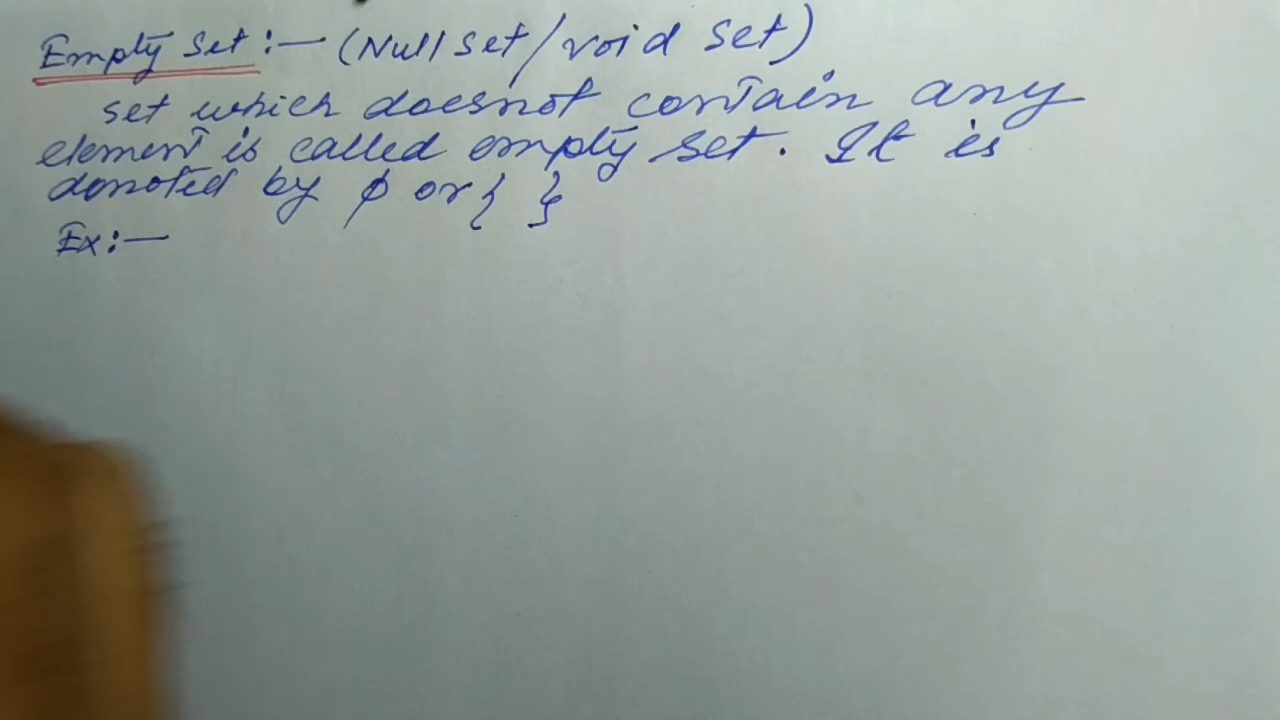 Empty Set :— (Null set/void set)
set which doesnot contain any
element is called empty set. It is
donoted by ϕ or { }
Ex:—